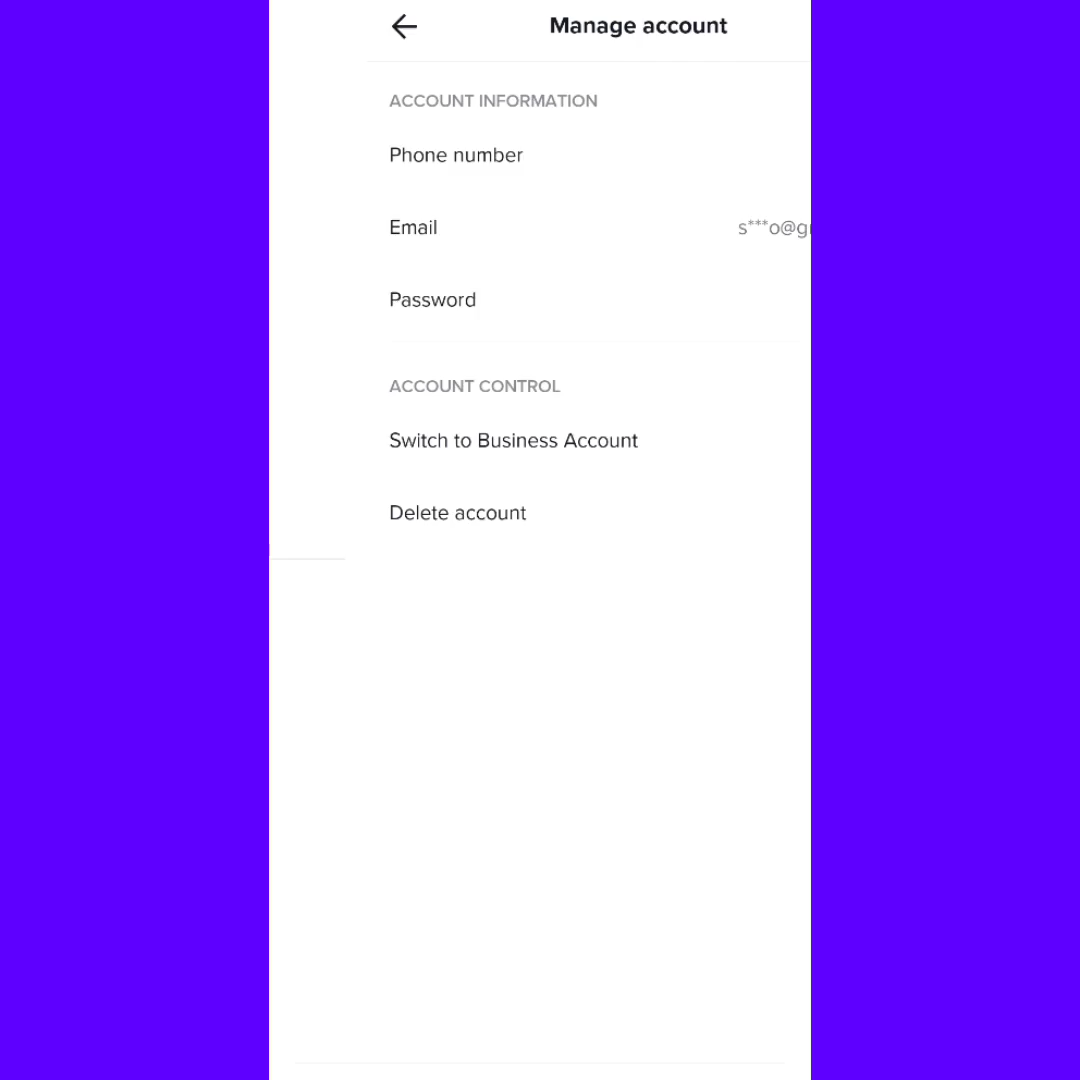 Manage account
ACCOUNT INFORMATION
Phone number
Email s***o@g
Password
ACCOUNT CONTROL
Switch to Business Account
Delete account